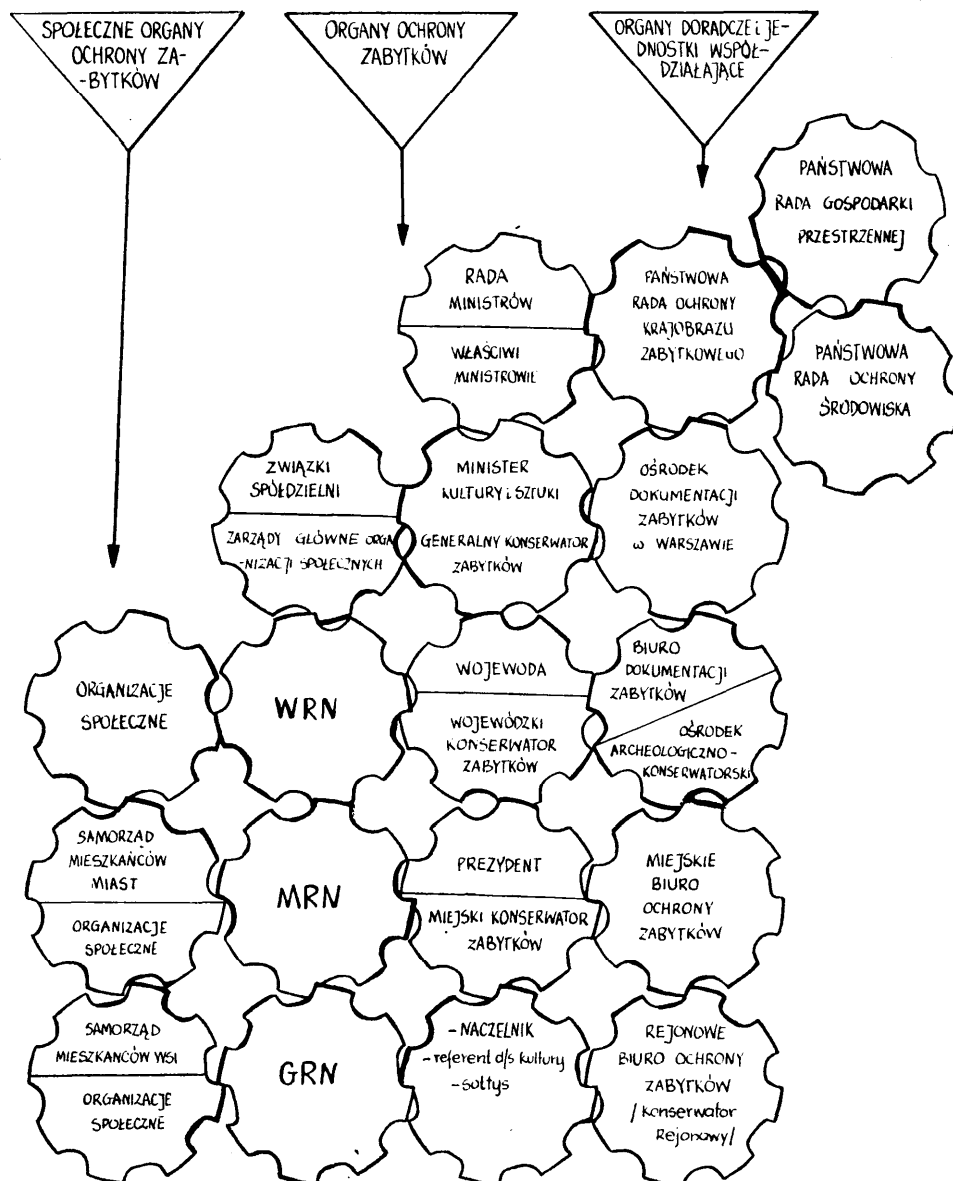 SPOŁECZNE ORGANY
OCHRONY ZA-
-BYTKÓW
ORGANY OCHRONY
ZABYTKÓW
ORGANY DORADCZE i JE-
DNOSTKI WSPÓŁ-
DZIAŁAJĄCE
PAŃSTWOWA
RADA GOSPODARKI
PRZESTRZENNEJ
RADA
MINISTRÓW
WŁAŚCIWI
MINISTROWIE
PAŃSTWOWA
RADA OCHRONY
KRAJOBRAZU
ZABYTKOWEGO
PAŃSTWOWA
RADA OCHRONY
ŚRODOWISKA
ZWIĄZKI
SPÓŁDZIELNI
ZARZĄDY GŁÓWNE ORGA
-NIZACJI SPOŁECZNYCH
MINISTER
KULTURY i SZTUKI
GENERALNY KONSERWATOR
ZABYTKÓW
OŚRODEK
DOKUMENTACJI
ZABYTKÓW
w WARSZAWIE
ORGANIZACJE
SPOŁECZNE
WRN
WOJEWODA
WOJEWÓDZKI
KONSERWATOR
ZABYTKÓW
BIURO
DOKUMENTACJI
ZABYTKÓW
OŚRODEK
ARCHEOLOGICZNO-
KONSERWATORSKI
SAMORZĄD
MIESZKAŃCÓW
MIAST
ORGANIZACJE
SPOŁECZNE
MRN
PREZYDENT
MIEJSKI KONSERWATOR
ZABYTKÓW
MIEJSKIE
BIURO
OCHRONY
ZABYTKÓW
SAMORZĄD
MIESZKAŃCÓW WSI
ORGANIZACJE
SPOŁECZNE
GRN
-NACZELNIK
-referent d/s kultury
-sołtys
REJONOWE
BIURO OCHRONY
ZABYTKÓW
/Konserwator
Rejonowy/